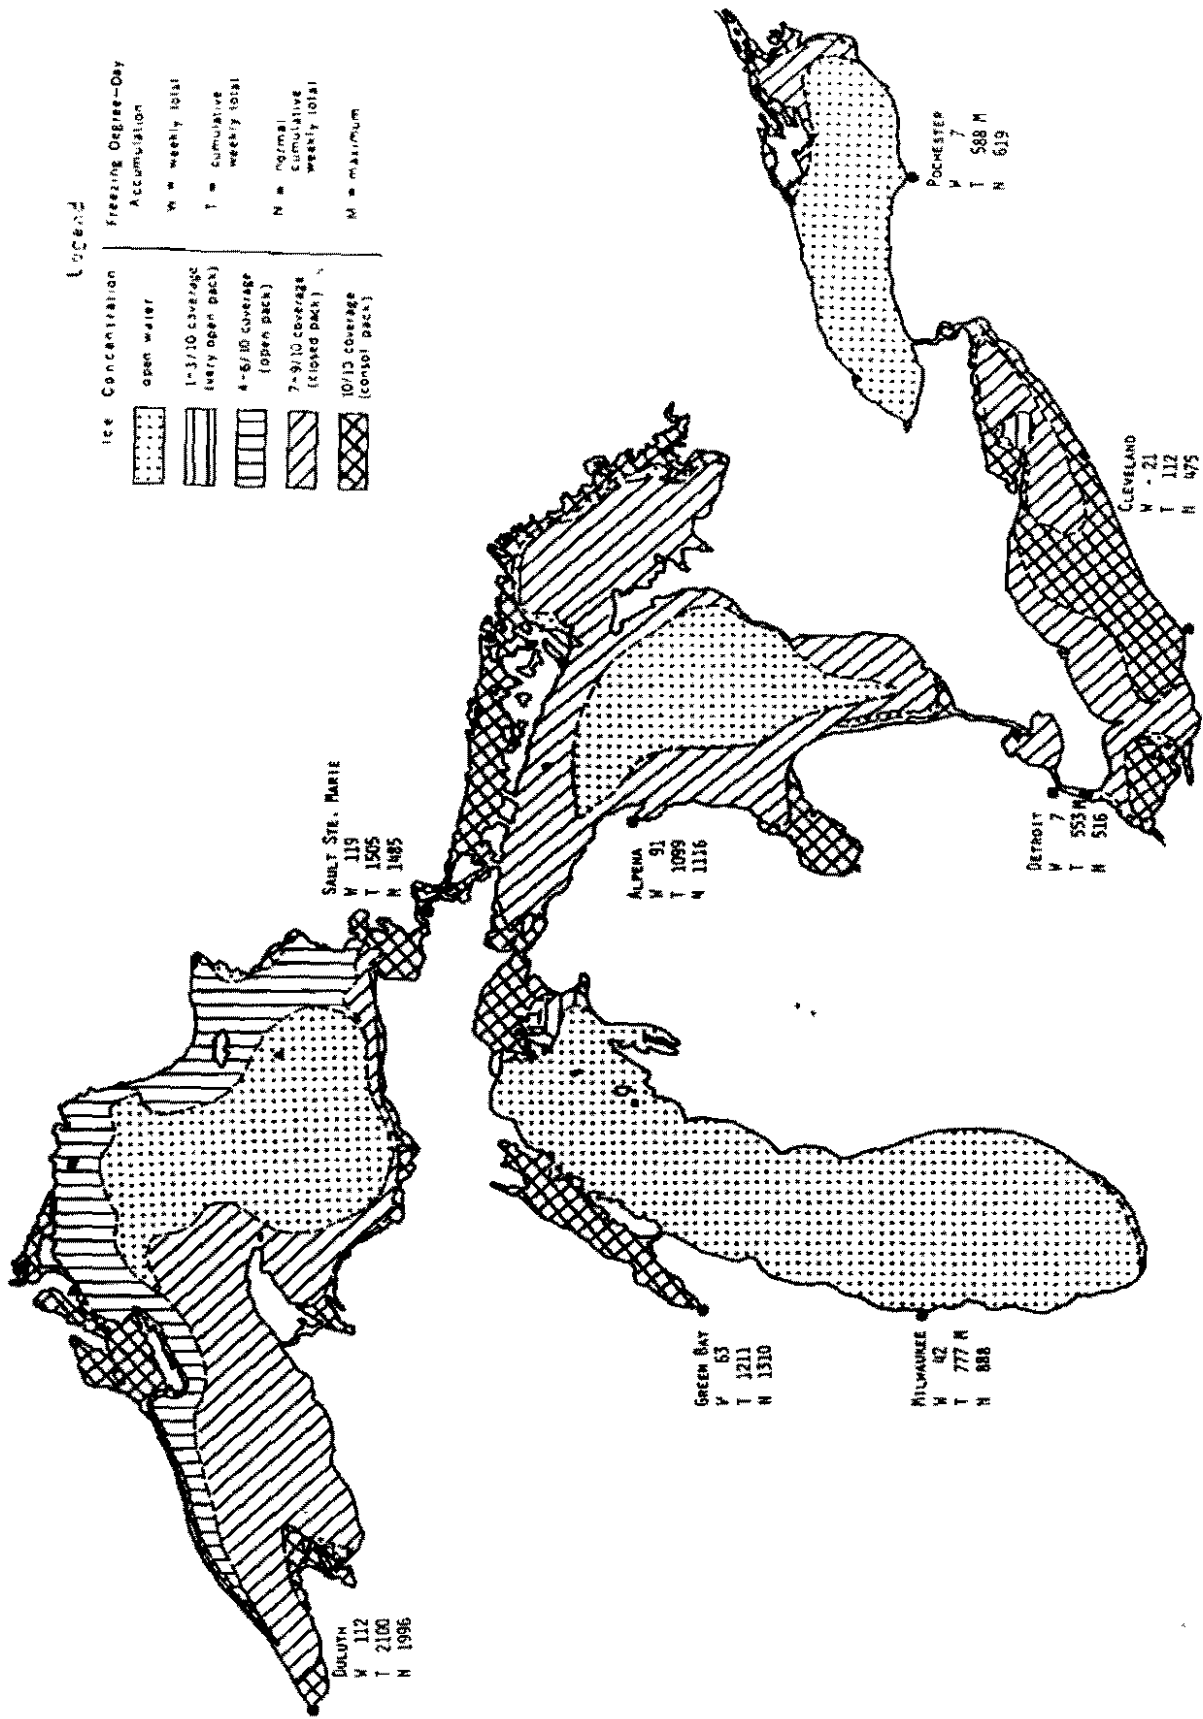 Legend
Ice Concentration
open water
1-3/10 coverage
(very open pack)
4-6/10 coverage
(open pack)
7-9/10 coverage
(closed pack)
10/10 coverage
(consol pack)
Freezing Degree-Day
Accumulation
W = weekly total
T = cumulative
weekly total
N = normal
cumulative
weekly total
M = maximum
DULUTH
W 112
T 2100
N 1996
SAULT STE. MARIE
W 119
T 1505
N 1485
GREEN BAY
W 63
T 1211
N 1310
MILWAUKEE
W 42
T 777 M
N 888
ALPENA
W 91
T 1099
N 1116
DETROIT
W 7
T 553 M
N 516
CLEVELAND
W - 21
T 112
N 475
POCHESTER
W 7
T 588 M
N 619